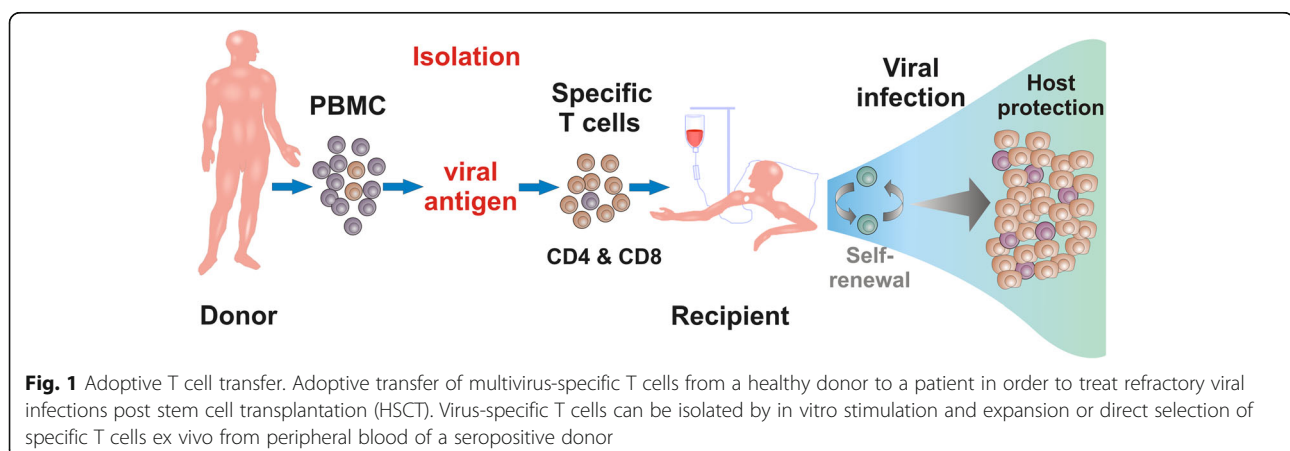 Isolation
PBMC
viral
antigen
Specific
T cells
CD4 & CD8
Donor
Recipient
Viral
infection
Self-
renewal
Host
protection
Fig. 1 Adoptive T cell transfer. Adoptive transfer of multivirus-specific T cells from a healthy donor to a patient in order to treat refractory viral
infections post stem cell transplantation (HSCT). Virus-specific T cells can be isolated by in vitro stimulation and expansion or direct selection of
specific T cells ex vivo from peripheral blood of a seropositive donor